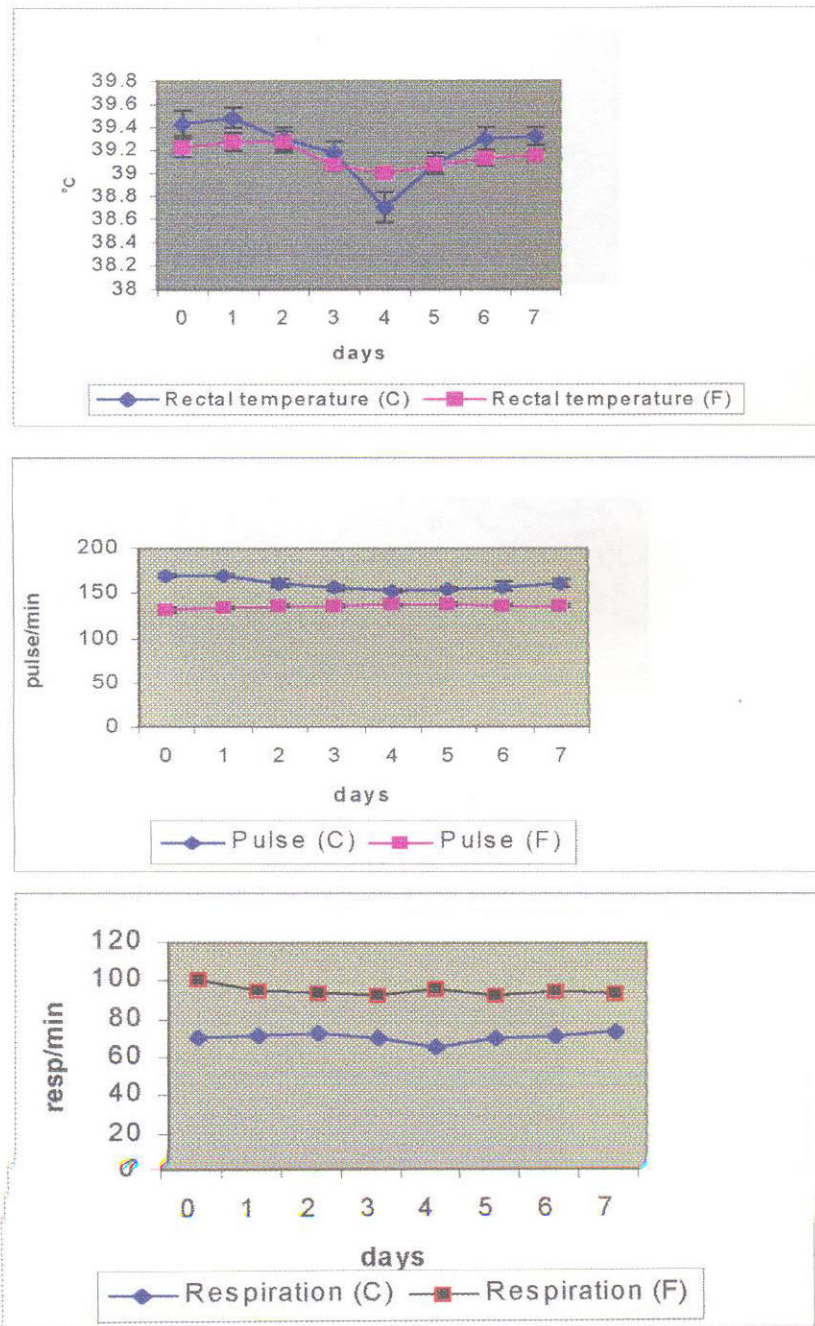 39.8
39.6
39.4
39.2
39
38.8
38.6
38.4
38.2
38
°C
0 1 2 3 4 5 6 7
days
Rectal temperature (C) Rectal temperature (F)
200
150
100
50
0
pulse/min
0 1 2 3 4 5 6 7
days
Pulse (C) Pulse (F)
120
100
80
60
40
20
0
resp/min
0 1 2 3 4 5 6 7
days
Respiration (C) Respiration (F)